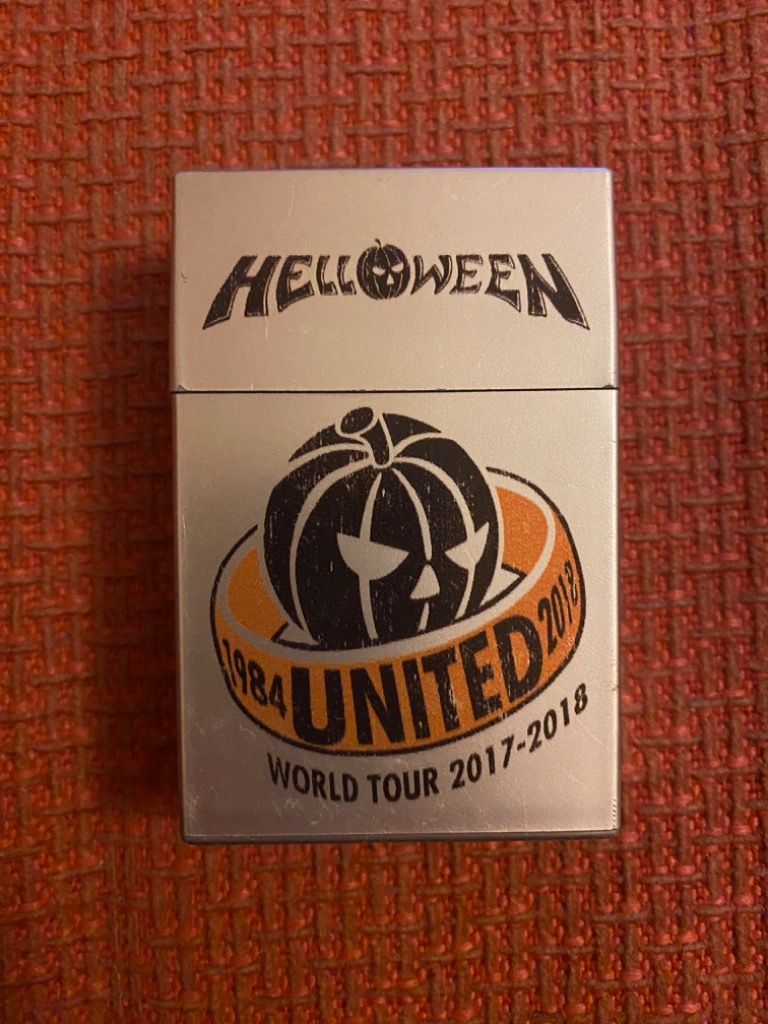 HELLOWEEN
1984 UNITED 2018
WORLD TOUR 2017-2018